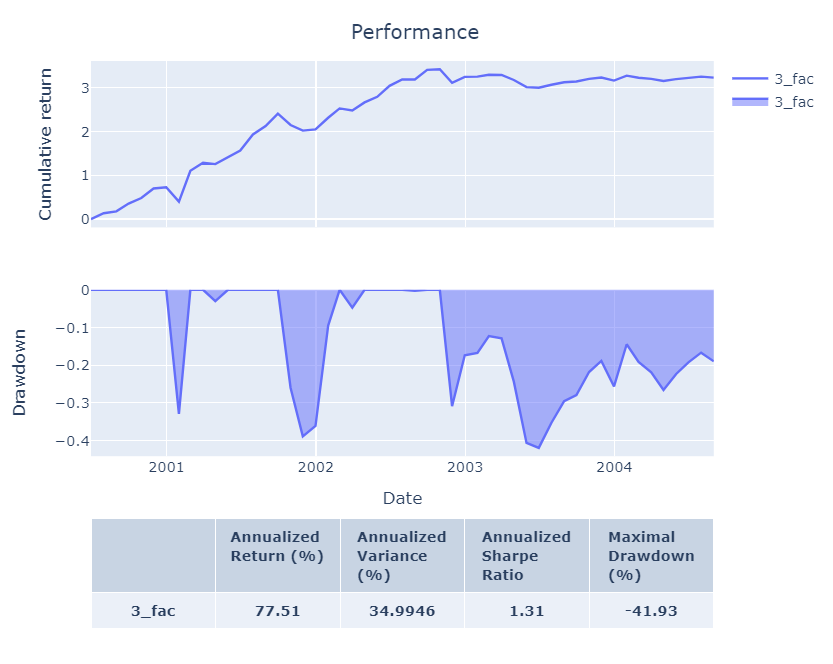 Performance
Cumulative return
3
2
1
0
3_fac
3_fac
Drawdown
0
−0.1
−0.2
−0.3
−0.4
2001
2002
2003
2004
Date
Annualized Return (%)
Annualized Variance (%)
Annualized Sharpe Ratio
Maximal Drawdown (%)
3_fac
77.51
34.9946
1.31
-41.93